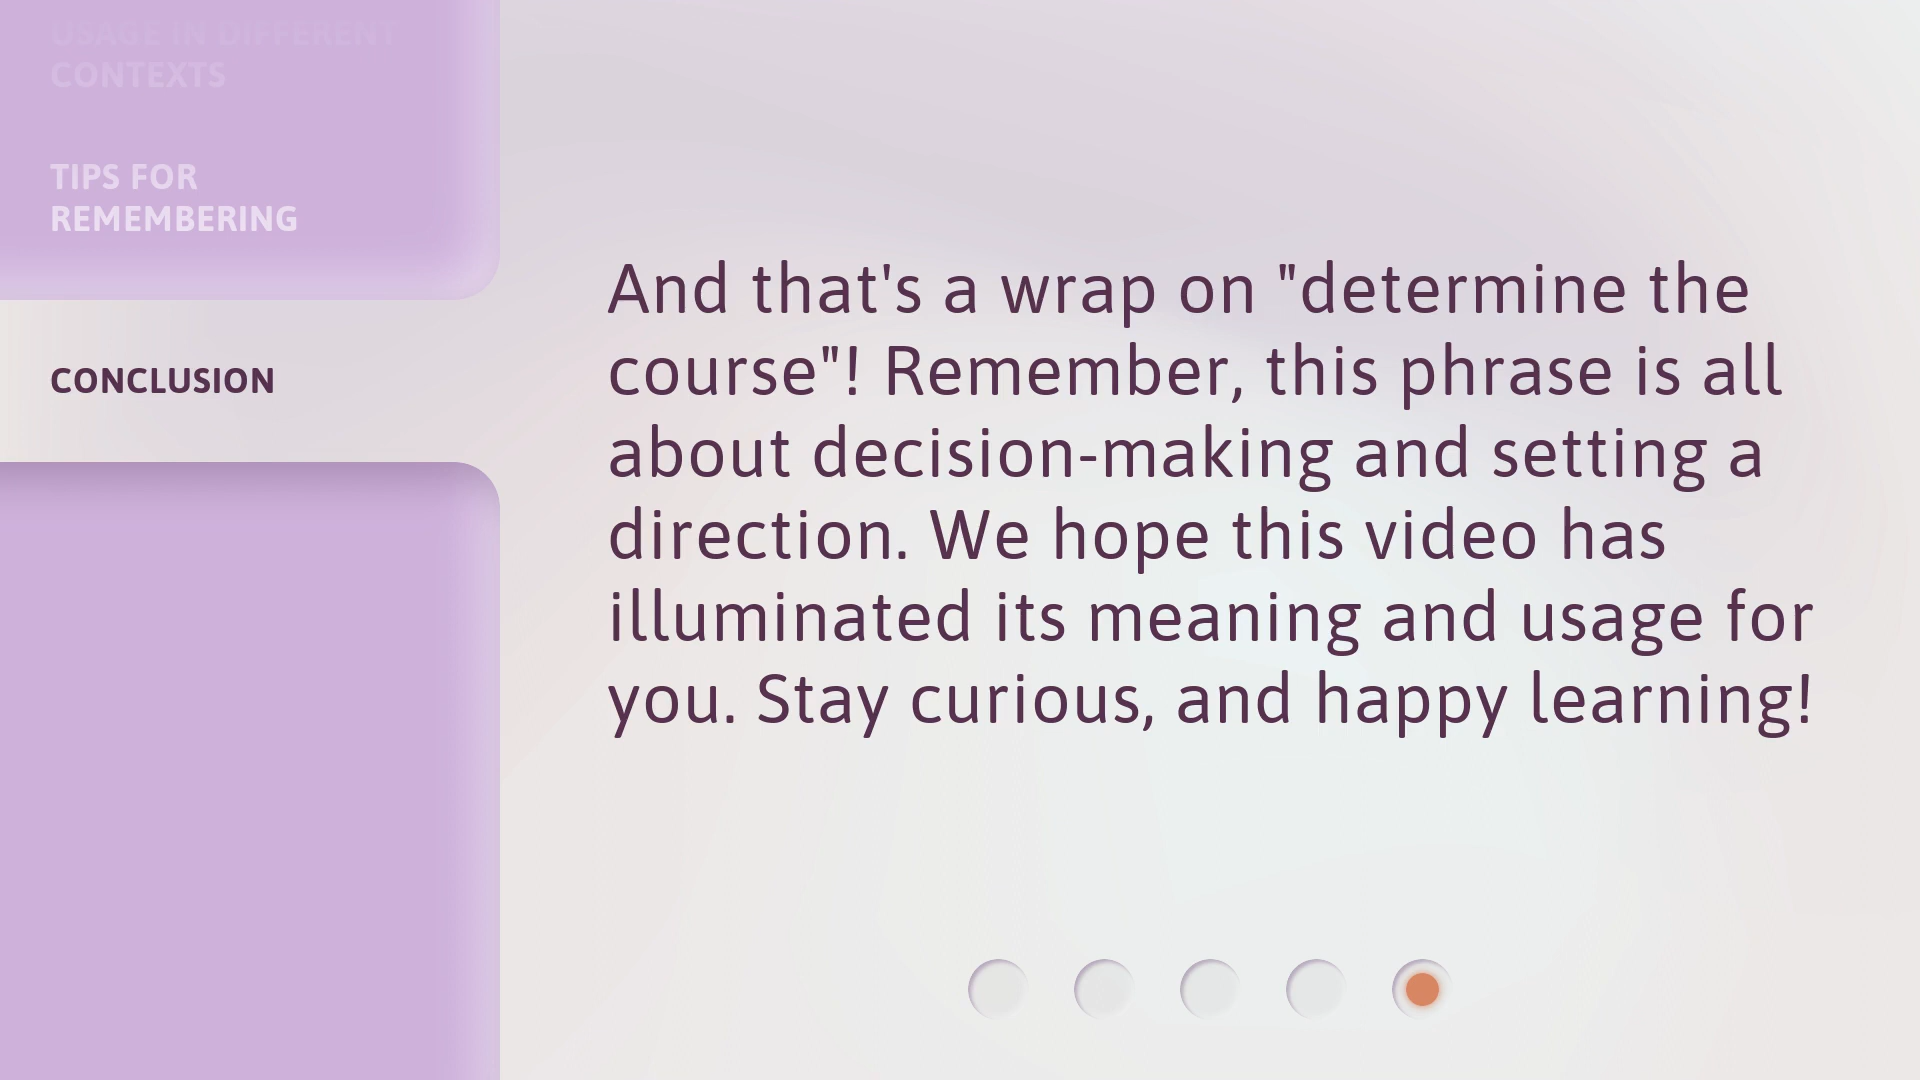 USAGE IN DIFFERENT
CONTEXTS
TIPS FOR
REMEMBERING
CONCLUSION
And that's a wrap on "determine the
course"! Remember, this phrase is all
about decision-making and setting a
direction. We hope this video has
illuminated its meaning and usage for
you. Stay curious, and happy learning!